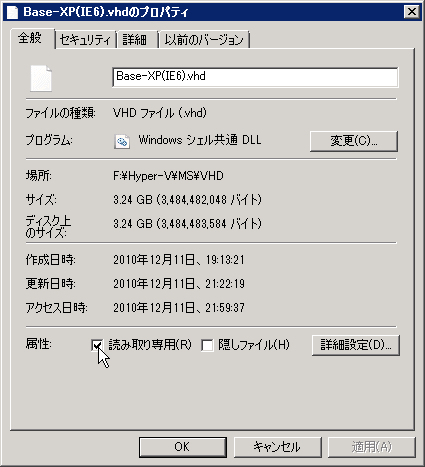 Base-XP(IE6).vhdのプロパティ
全般 セキュリティ 詳細 以前のバージョン
Base-XP(IE6).vhd
ファイルの種類: VHD ファイル (.vhd)
プログラム: Windows シェル共通 DLL 変更(C)...
場所: F:¥Hyper-V¥MS¥VHD
サイズ: 3.24 GB (3,484,482,048 バイト)
ディスク上
のサイズ: 3.24 GB (3,484,483,584 バイト)
作成日時: 2010年12月11日、19:13:21
更新日時: 2010年12月11日、21:22:19
アクセス日時: 2010年12月11日、21:59:37
属性: 読み取り専用(R) 隠しファイル(H) 詳細設定(D)...
OK キャンセル 適用(A)